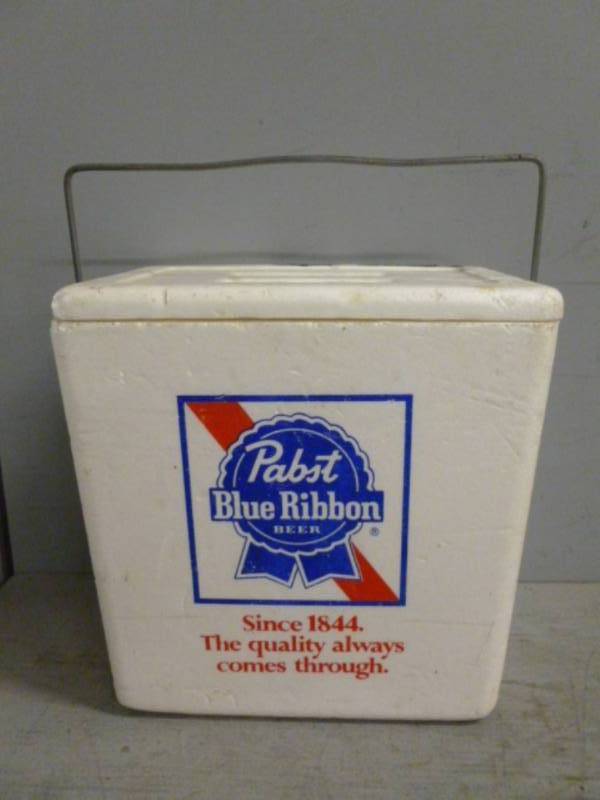 Pabst
Blue Ribbon
BEER
®
Since 1844.
The quality always
comes through.